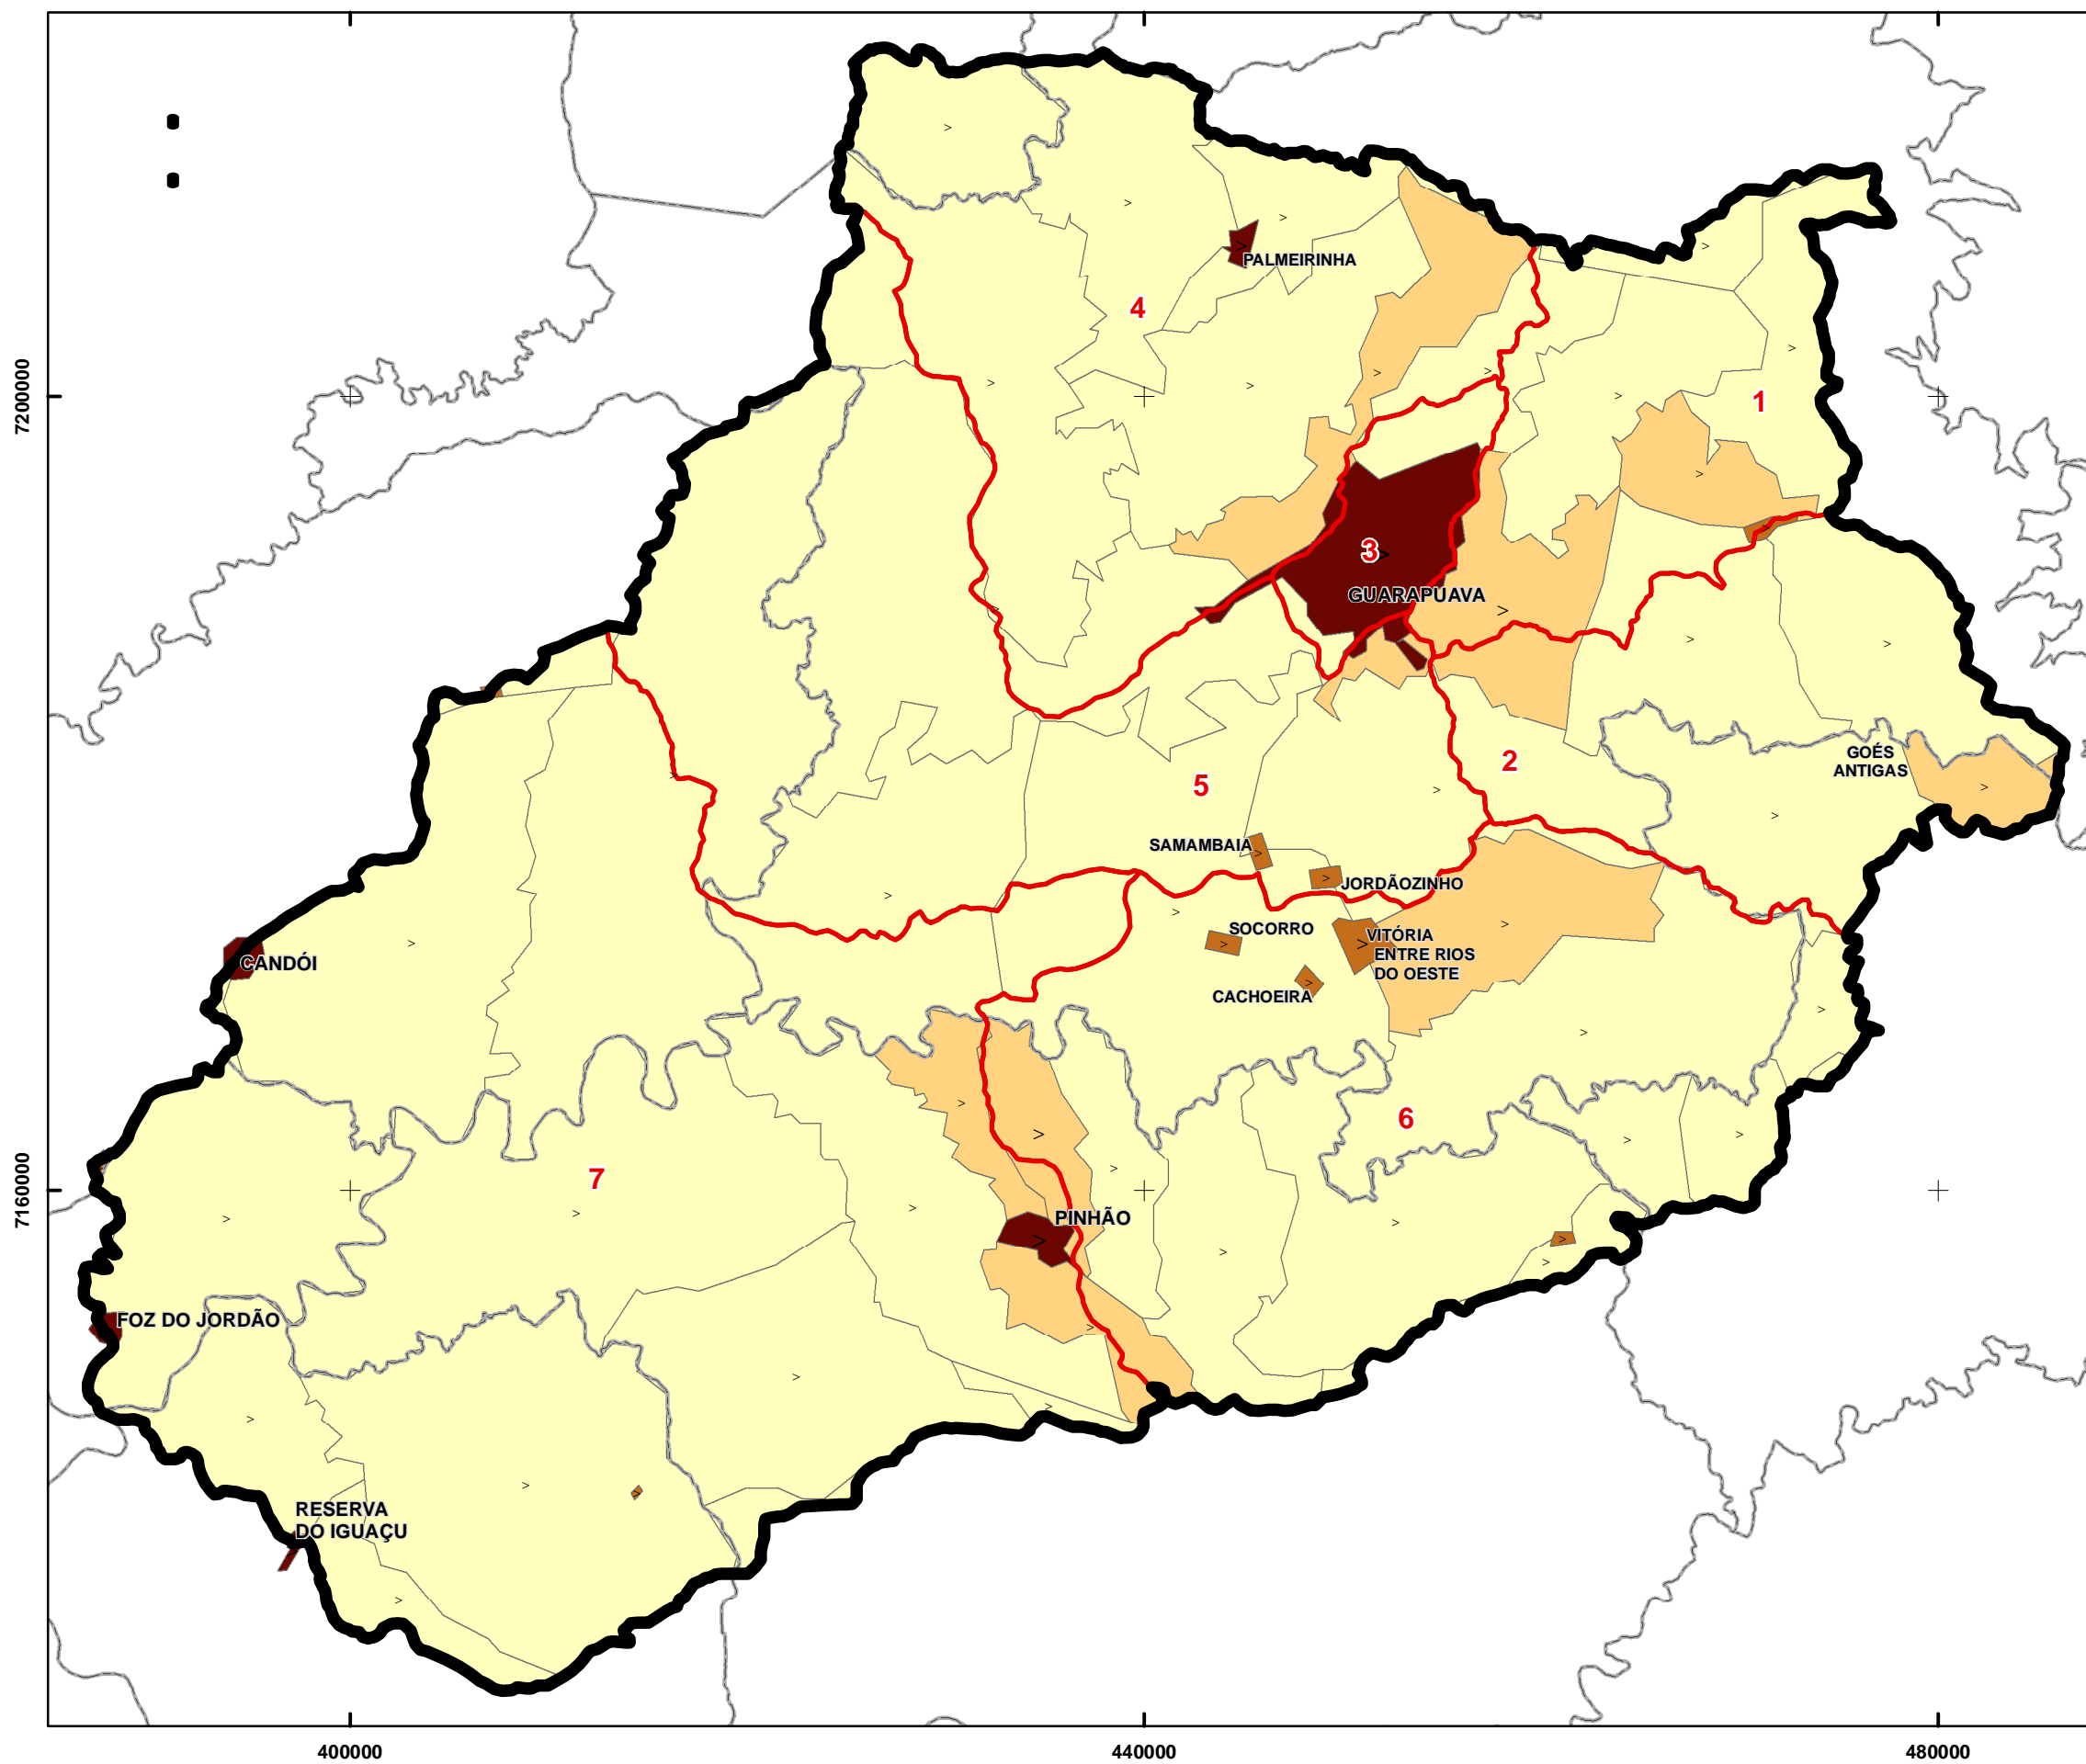 PALMEIRINHA
4
7200000
1
3
GUARAPUAVA
GOÉS
ANTIGAS
2
5
SAMAMBAIA
JORDÃOZINHO
SOCORRO
VITÓRIA
ENTRE RIOS
DO OESTE
CANDÓI
CACHOEIRA
6
7
7160000
PINHÃO
FOZ DO JORDÃO
RESERVA
DO IGUAÇU
400000
440000
480000